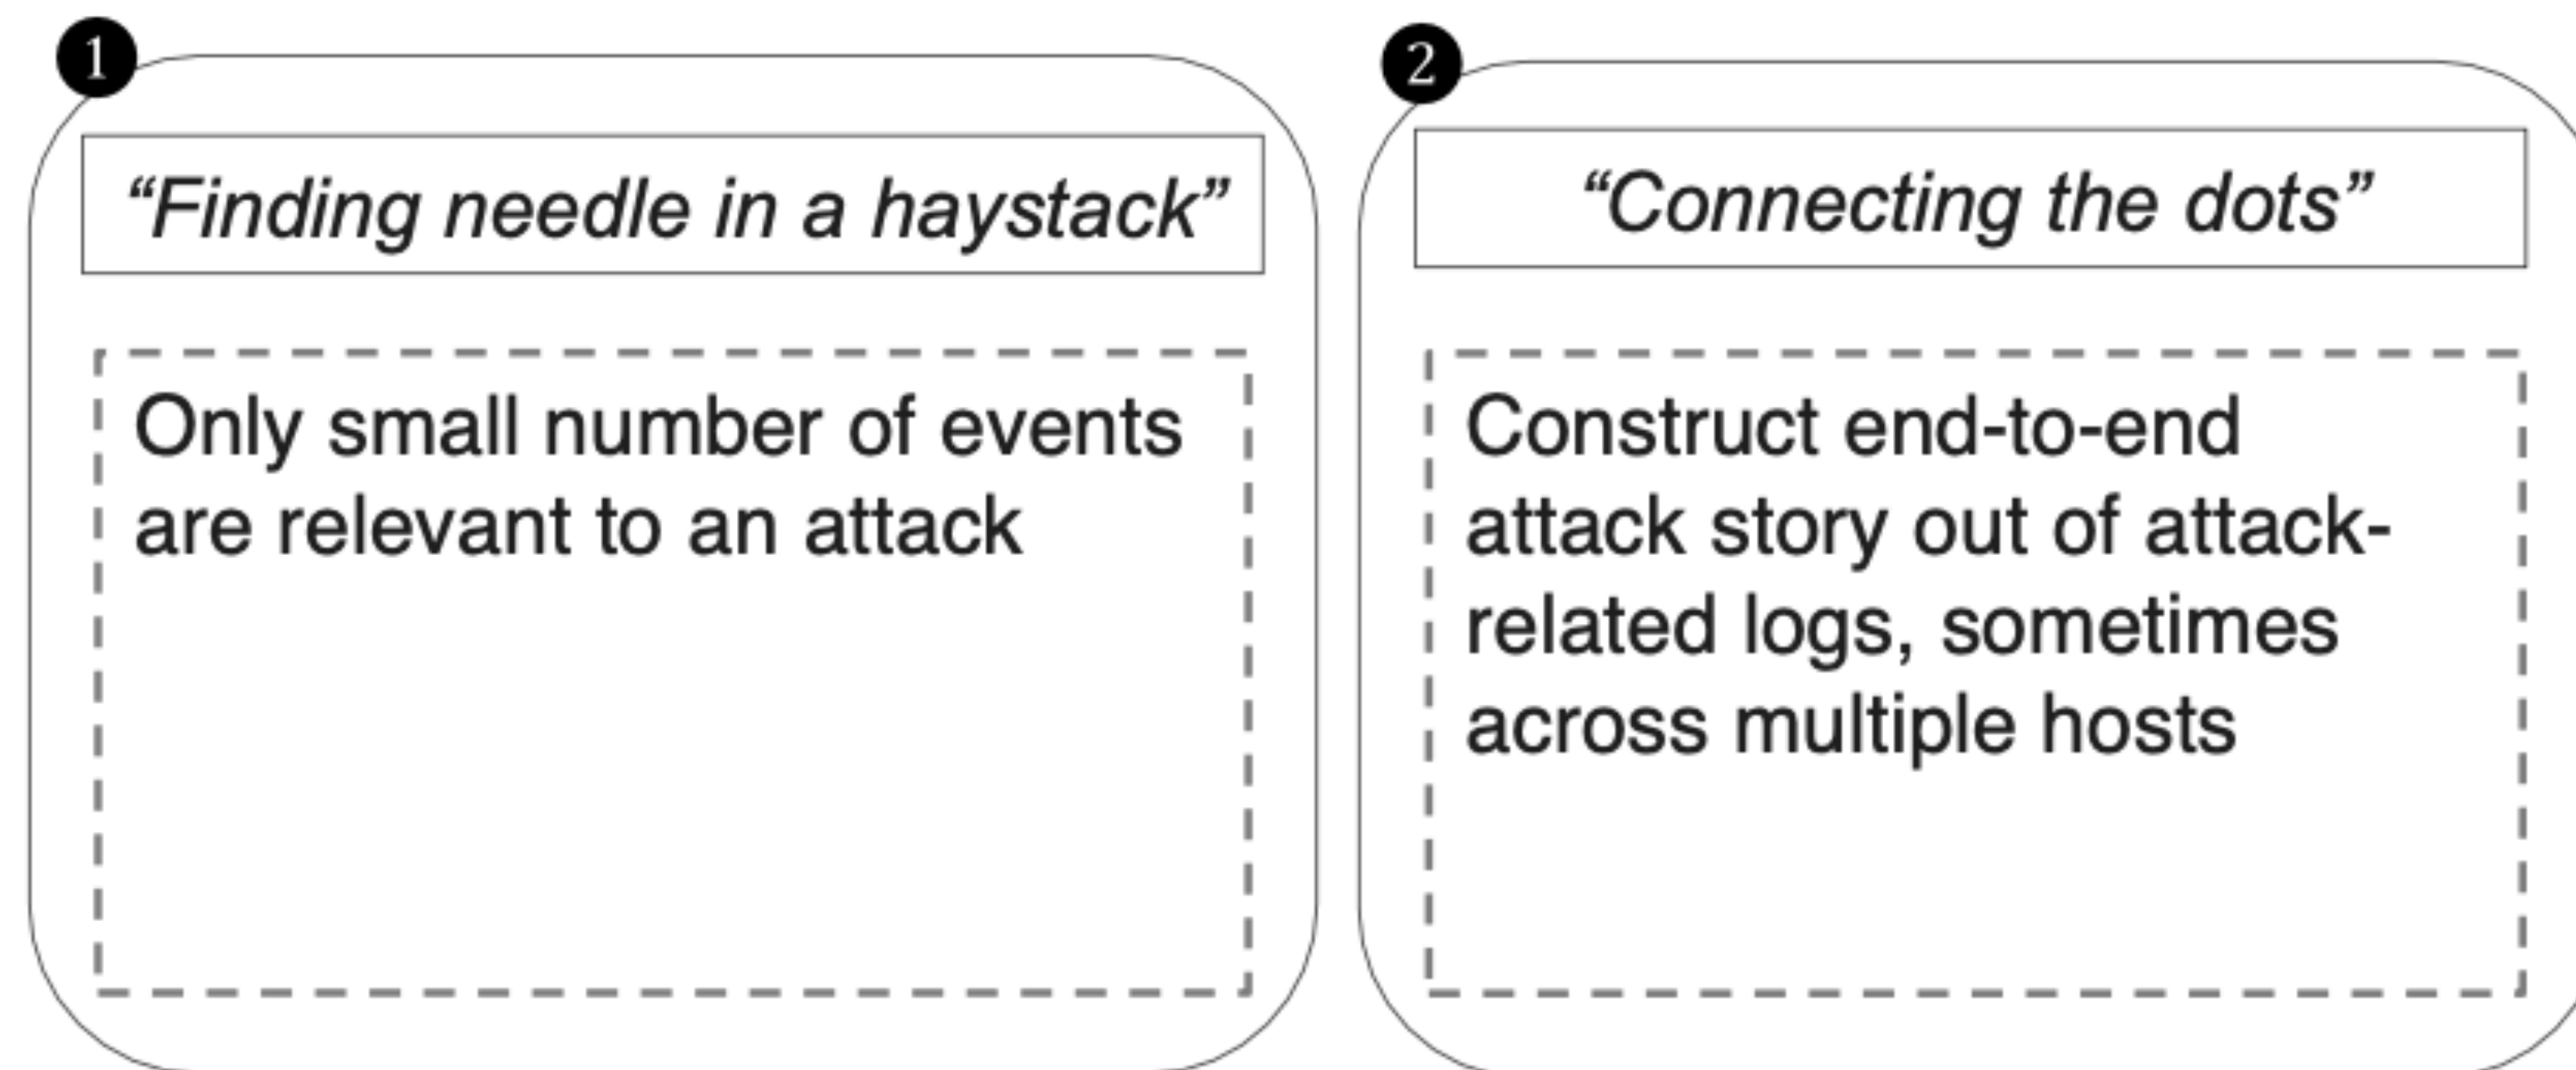 1
“Finding needle in a haystack”
Only small number of events
are relevant to an attack
2
“Connecting the dots”
Construct end-to-end
attack story out of attack-
related logs, sometimes
across multiple hosts